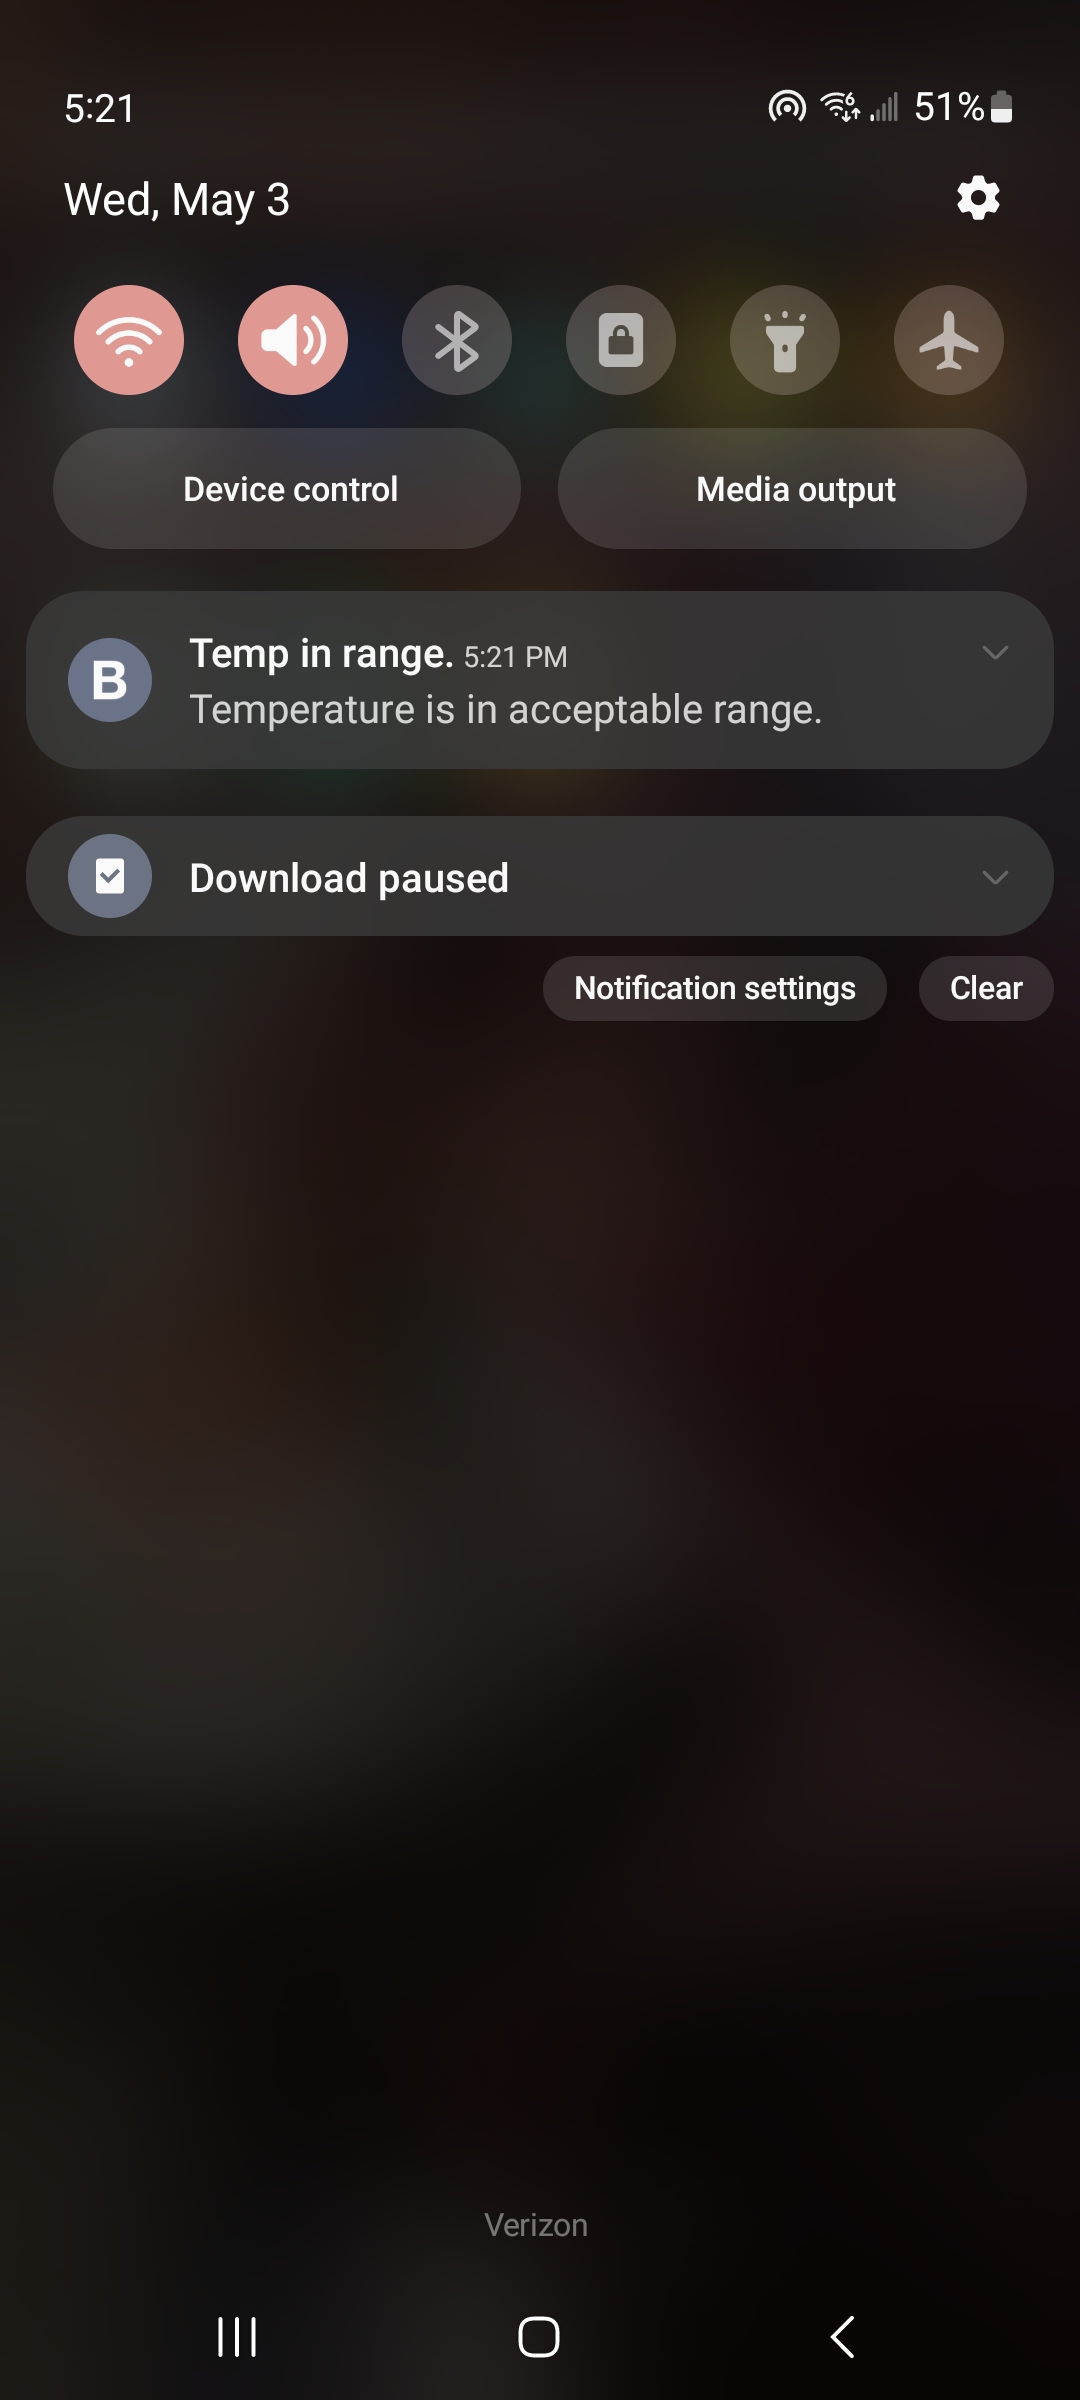 5:21
6 51%
Wed, May 3
Device control
Media output
B
Temp in range. 5:21 PM
Temperature is in acceptable range.
Download paused
Notification settings
Clear
Verizon